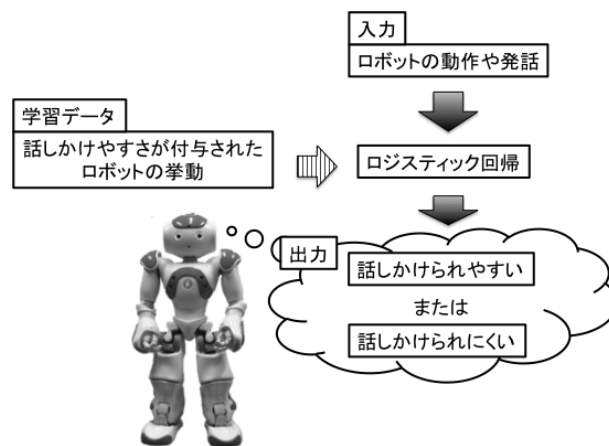 入力
ロボットの動作や発話
学習データ
話しかけやすさが付与された
ロボットの挙動
ロジスティック回帰
出力
話しかけられやすい
または
話しかけられにくい